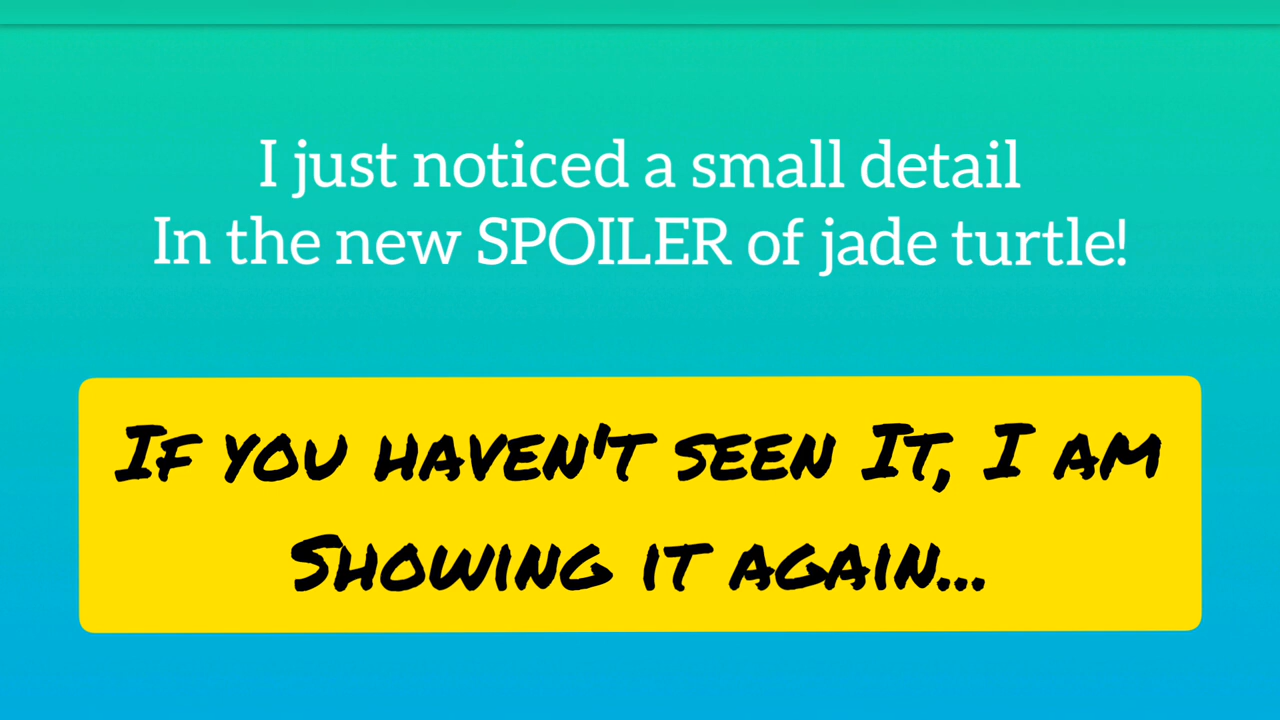 I just noticed a small detail
In the new SPOILER of jade turtle!
If you haven't seen It, I am
Showing it again...